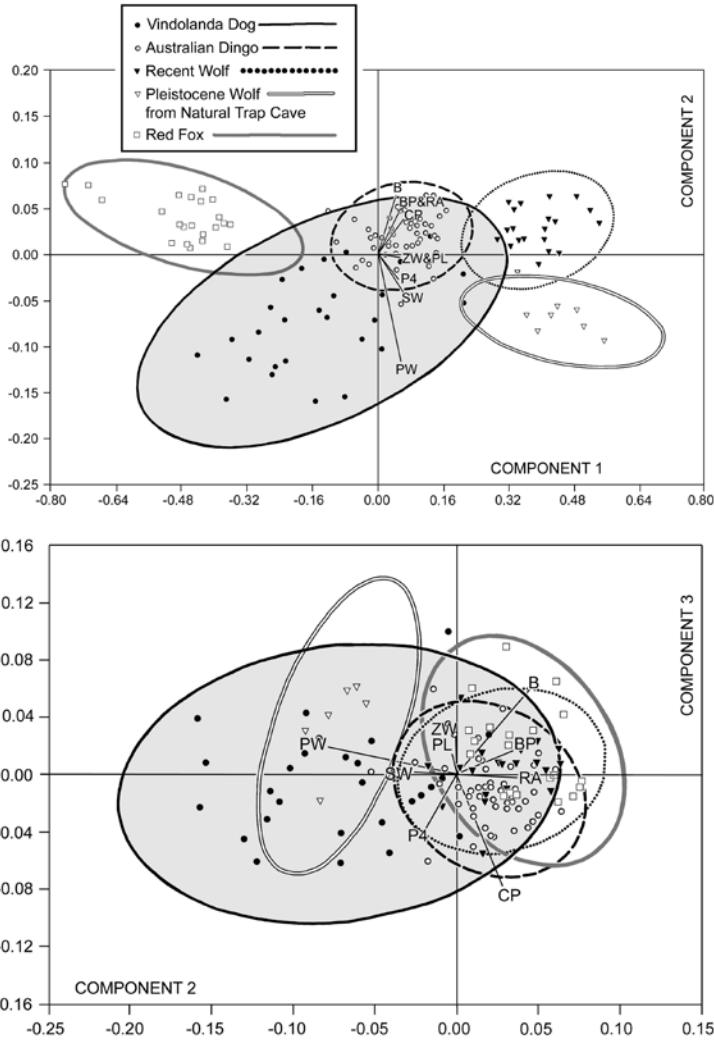 Vindolanda Dog
Australian Dingo
Recent Wolf
Pleistocene Wolf
from Natural Trap Cave
Red Fox
0.20
0.15
0.10
0.05
0.00
-0.05
-0.10
-0.15
-0.20
-0.25
COMPONENT 2
B
BP&RA
CP
ZW&PL
P4
SW
PW
COMPONENT 1
-0.80 -0.64 -0.48 -0.32 -0.16 0.00 0.16 0.32 0.48 0.64 0.80
0.16
0.12
0.08
0.04
0.00
0.04
0.08
0.12
0.16
COMPONENT 3
B
ZW
PL
BP
PW
SW
RA
P4
CP
COMPONENT 2
-0.25 -0.20 -0.15 -0.10 -0.05 0.00 0.05 0.10 0.15